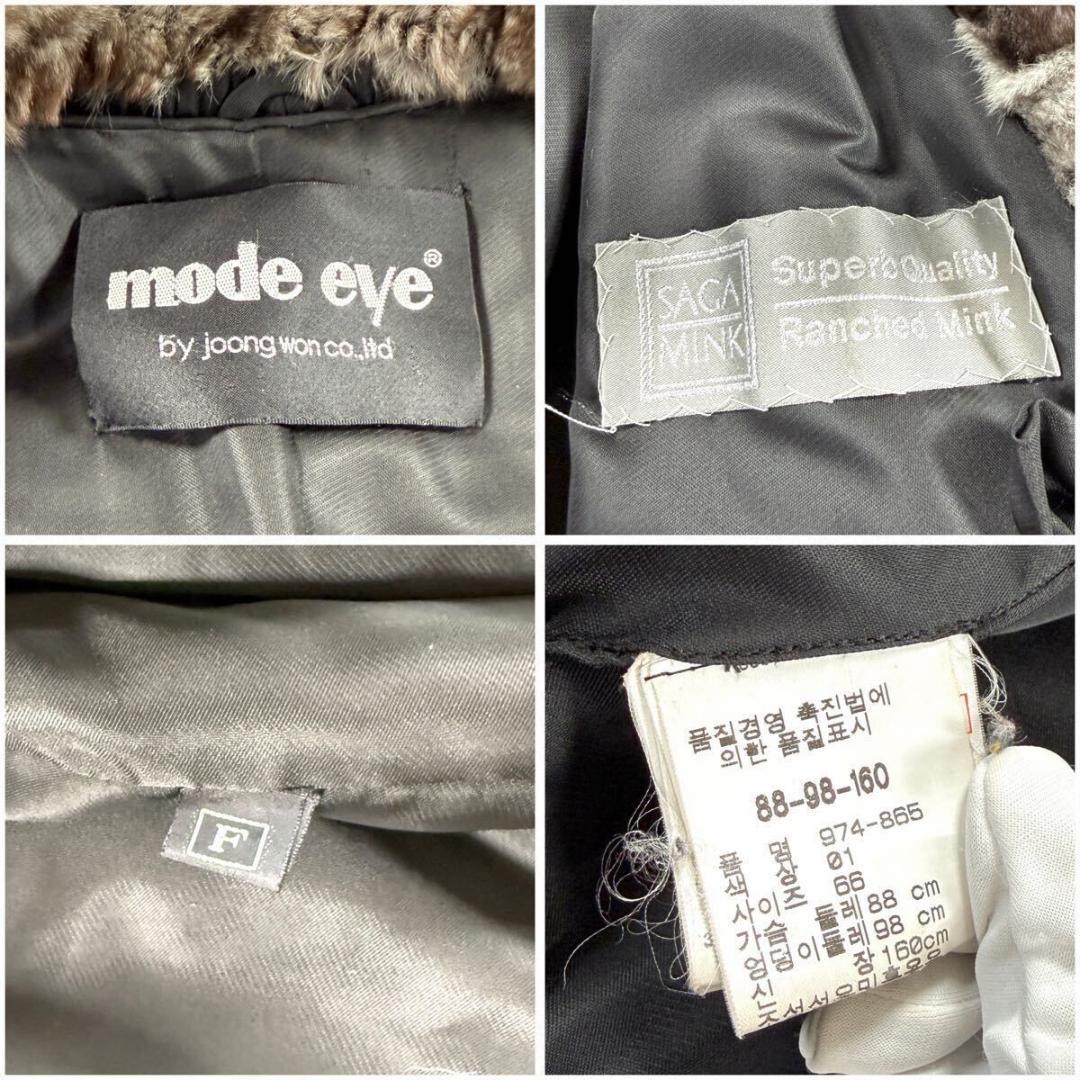 mode eye®
by joong won co.,ltd
SAGA
MINK
Superb Quality
Ranched Mink
F
품질경영 촉진법에
의한 품질표시
88-98-160
품 명 974-865
색 상 01
사이즈 66
가슴 둘레 88 cm
엉덩이둘레 98 cm
신 장 160cm